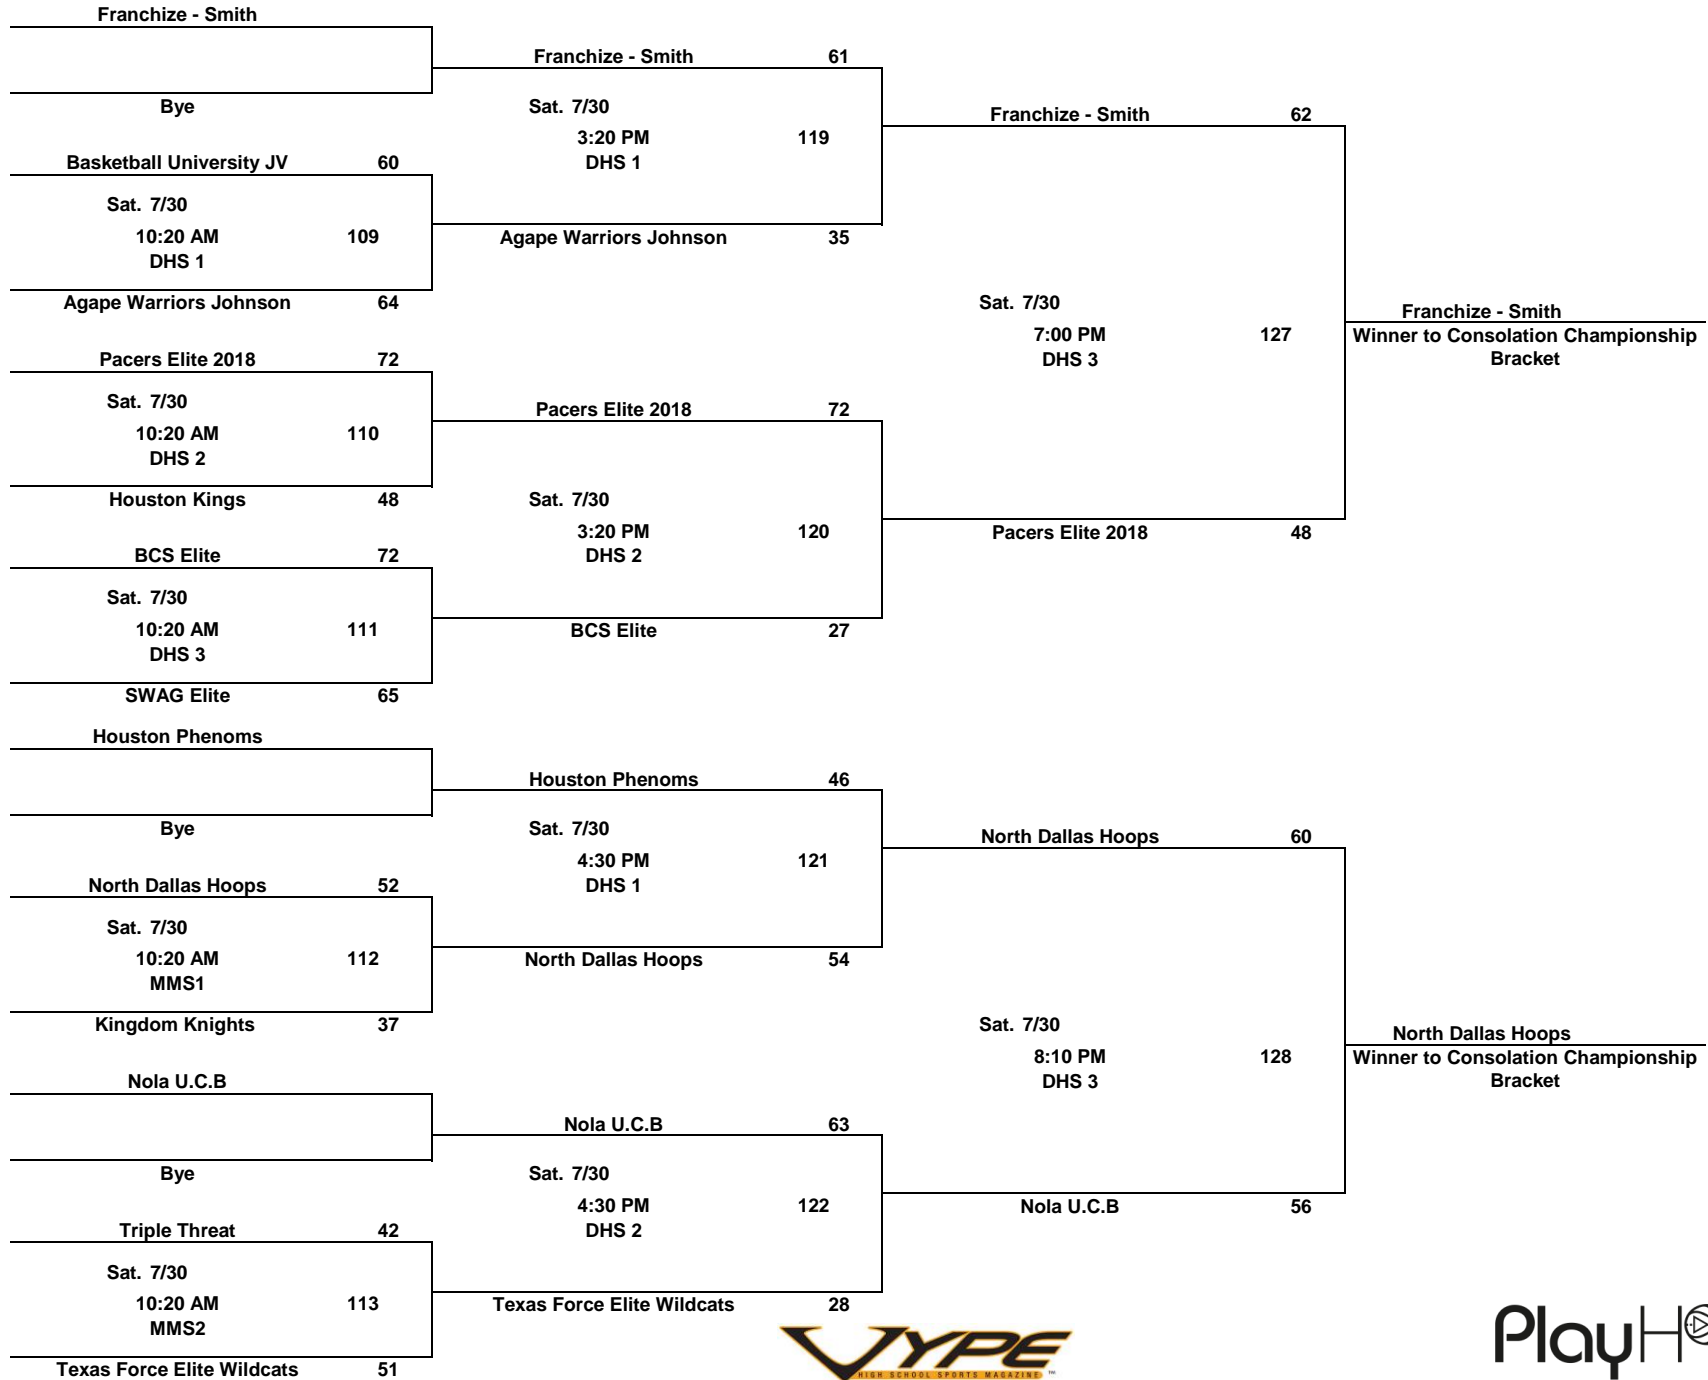 Franchize - Smith
Bye
Basketball University JV 60
Sat. 7/30
10:20 AM 109
DHS 1
Agape Warriors Johnson 64
Pacers Elite 2018 72
Sat. 7/30
10:20 AM 110
DHS 2
Houston Kings 48
BCS Elite 72
Sat. 7/30
10:20 AM 111
DHS 3
SWAG Elite 65
Houston Phenoms
Bye
North Dallas Hoops 52
Sat. 7/30
10:20 AM 112
MMS1
Kingdom Knights 37
Nola U.C.B
Bye
Triple Threat 42
Sat. 7/30
10:20 AM 113
MMS2
Texas Force Elite Wildcats 51
Franchize - Smith 61
Sat. 7/30
3:20 PM 119
DHS 1
Agape Warriors Johnson 35
Pacers Elite 2018 72
Sat. 7/30
3:20 PM 120
DHS 2
BCS Elite 27
Houston Phenoms 46
Sat. 7/30
4:30 PM 121
DHS 1
North Dallas Hoops 54
Nola U.C.B 63
Sat. 7/30
4:30 PM 122
DHS 2
Texas Force Elite Wildcats 28
Franchize - Smith 62
Sat. 7/30
7:00 PM 127
DHS 3
Pacers Elite 2018 48
North Dallas Hoops 60
Sat. 7/30
8:10 PM 128
DHS 3
Nola U.C.B 56
Franchize - Smith
Winner to Consolation Championship
Bracket
North Dallas Hoops
Winner to Consolation Championship
Bracket
VYPE
HIGH SCHOOL SPORTS MAGAZINE ™
PlayH